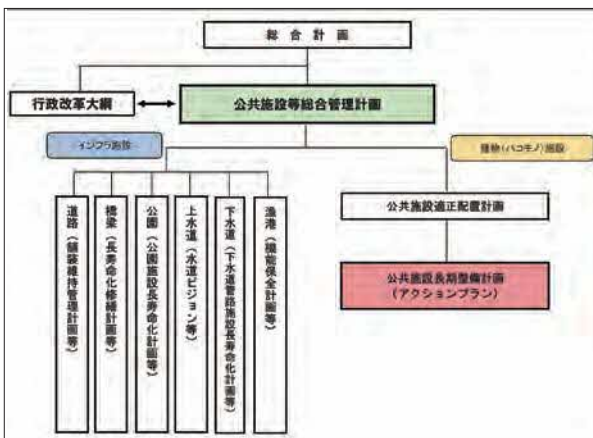 総合計画
行政改革大綱
公共施設等総合管理計画
インフラ施設
建物(ハコモノ)施設
道路(舗装維持管理計画等)
橋梁(長寿命化修繕計画等)
公園(公園施設長寿命化計画等)
上水道(水道ビジョン等)
下水道(下水道管路施設長寿命化計画等)
漁港(機能保全計画等)
公共施設適正配置計画
公共施設長期整備計画
(アクションプラン)